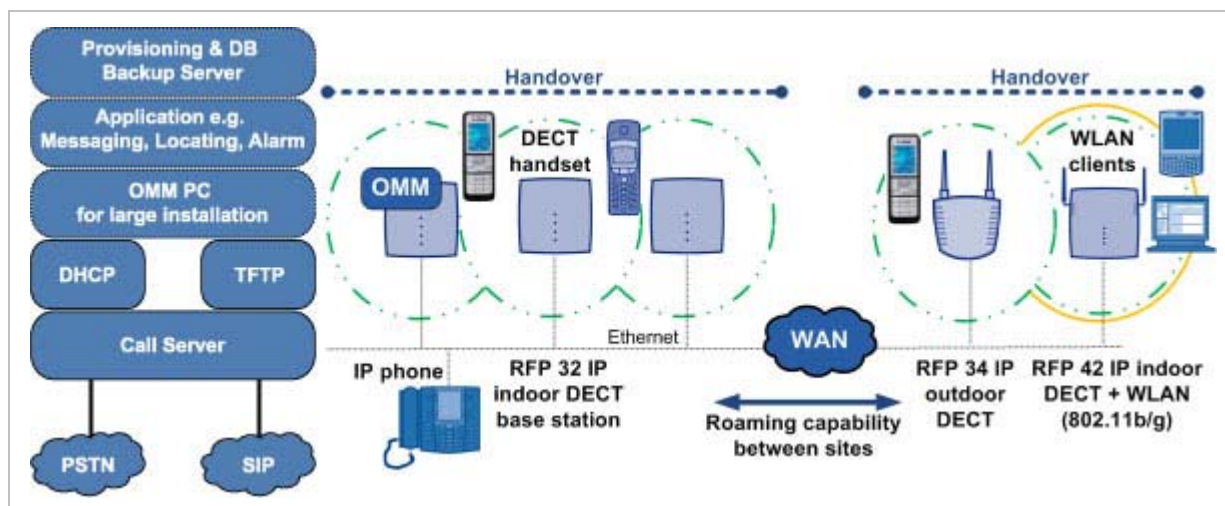 Provisioning & DB
Backup Server
Application e.g.
Messaging, Locating, Alarm
OMM PC
for large installation
DHCP
TFTP
Call Server
PSTN
SIP
Handover
DECT
handset
OMM
Ethernet
IP phone
RFP 32 IP
indoor DECT
base station
WAN
Roaming capability
between sites
Handover
WLAN
clients
RFP 34 IP
outdoor
DECT
RFP 42 IP indoor
DECT + WLAN
(802.11b/g)